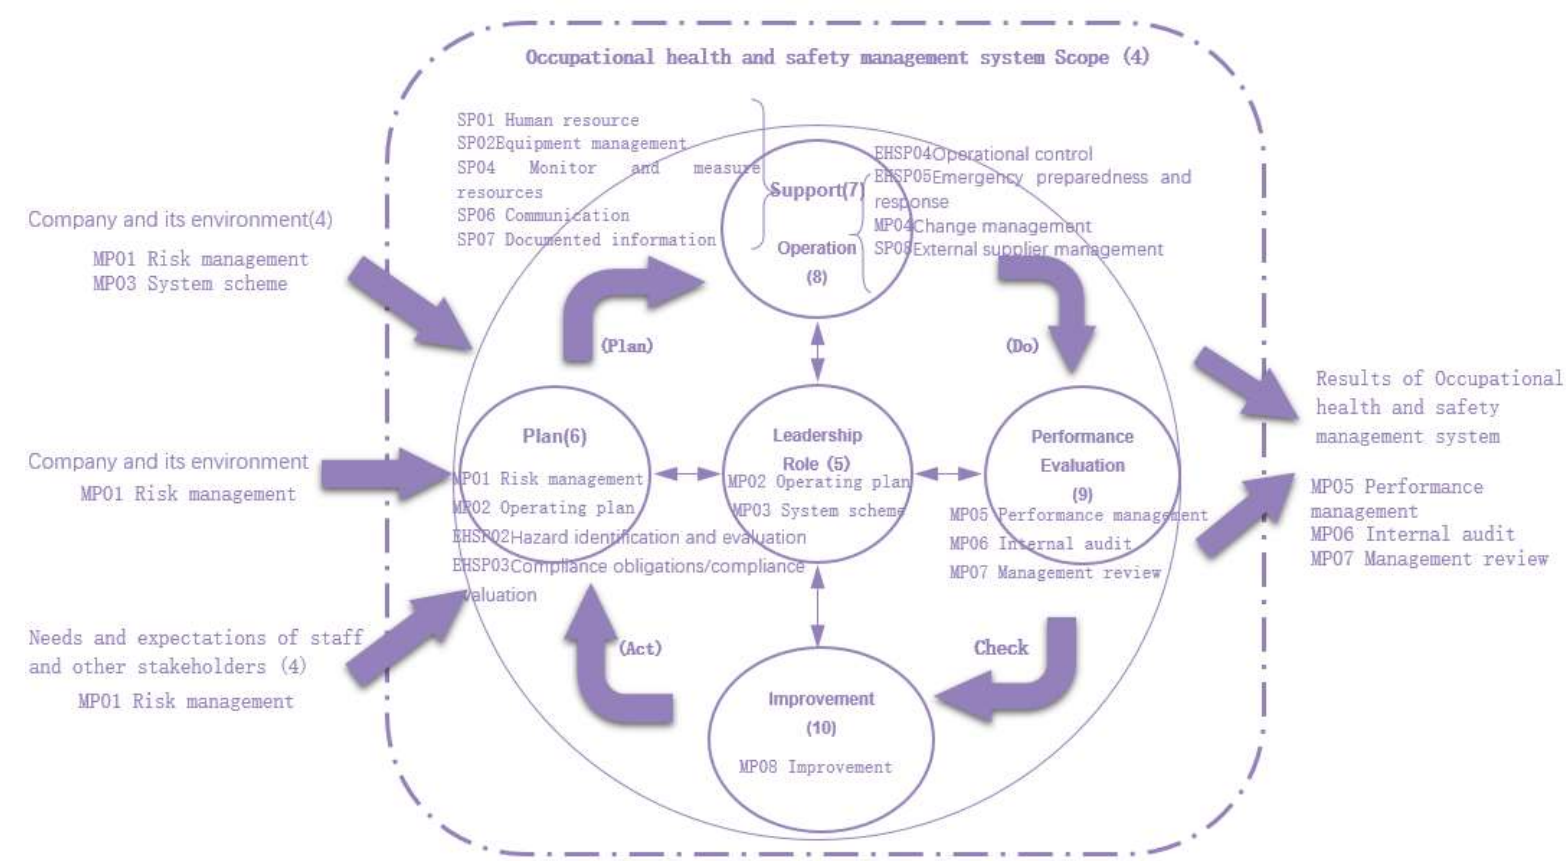 Occupational health and safety management system Scope (4)
SP01 Human resource
SP02Equipment management
SP04 Monitor and measure
resources
SP06 Communication
SP07 Documented information
Support(7)
Operation
(8)
EHSP04Operational control
EHSP05Emergency preparedness and
response
MP04Change management
SP08External supplier management
Company and its environment(4)
MP01 Risk management
MP03 System scheme
(Plan)
(Do)
Company and its environment
MP01 Risk management
Plan(6)
MP01 Risk management
MP02 Operating plan
EHSP02Hazard identification and evaluation
EHSP03Compliance obligations/compliance
evaluation
Leadership
Role (5)
MP02 Operating plan
MP03 System scheme
Performance
Evaluation
(9)
MP05 Performance management
MP06 Internal audit
MP07 Management review
Results of Occupational
health and safety
management system
MP05 Performance
management
MP06 Internal audit
MP07 Management review
Needs and expectations of staff
and other stakeholders (4)
MP01 Risk management
(Act)
Check
Improvement
(10)
MP08 Improvement